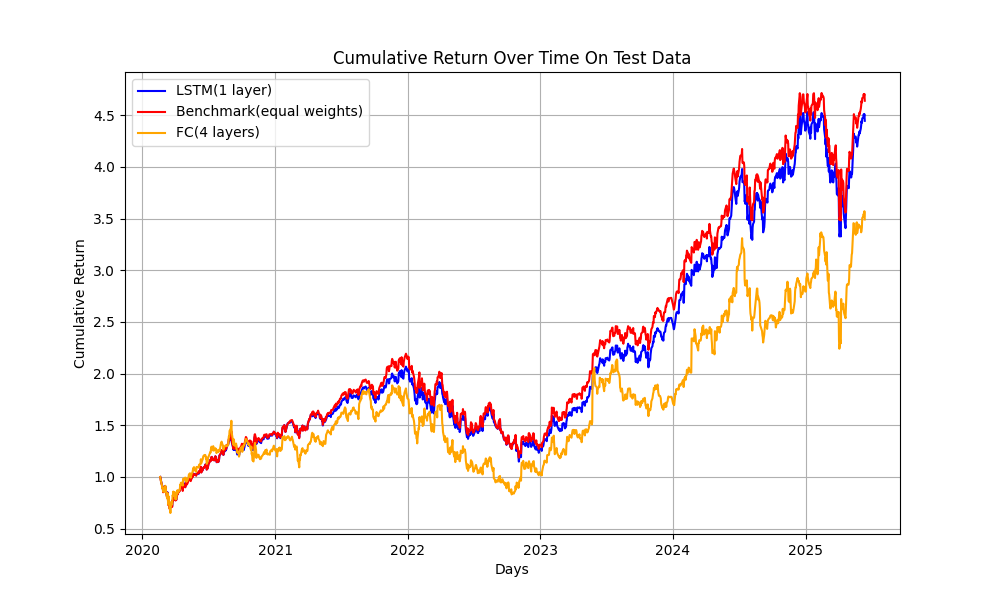 Cumulative Return Over Time On Test Data
LSTM(1 layer)
Benchmark(equal weights)
FC(4 layers)
Cumulative Return
4.5
4.0
3.5
3.0
2.5
2.0
1.5
1.0
0.5
2020 2021 2022 2023 2024 2025
Days